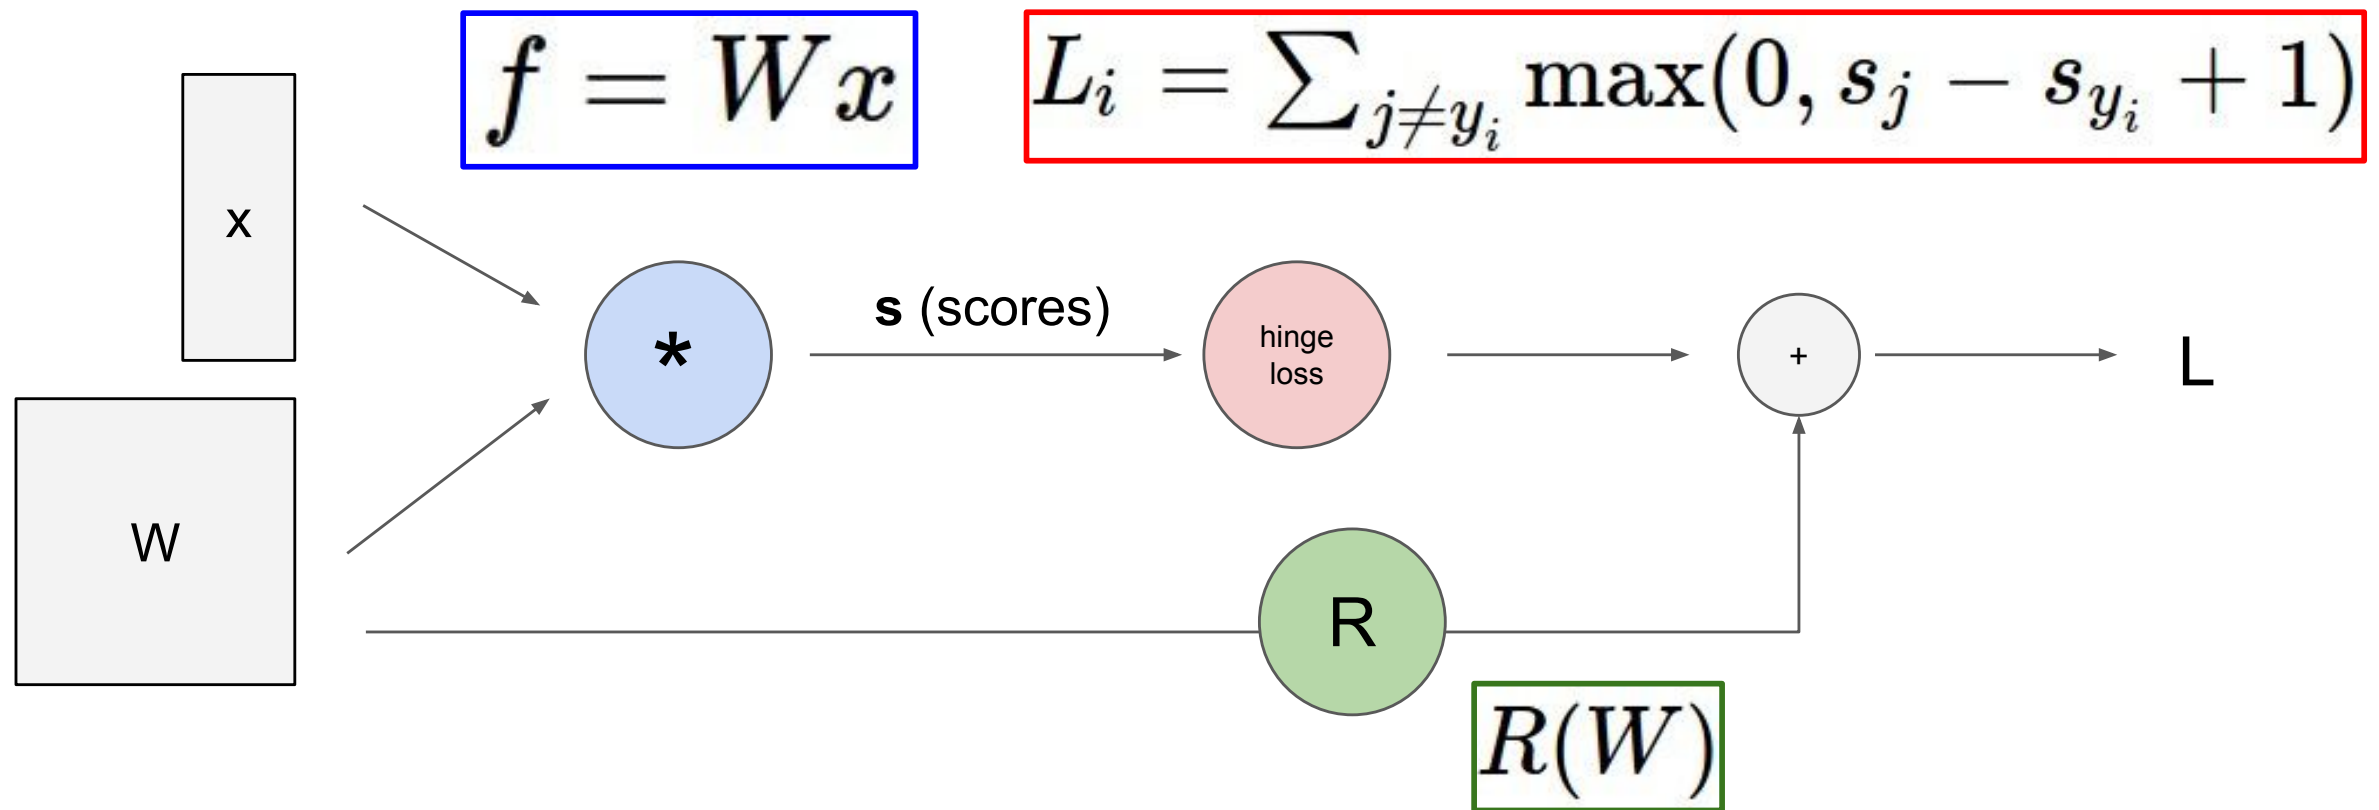 f = Wx
L_i = ∑_{j≠y_i} max(0, s_j − s_{y_i} + 1)
x
s (scores)
*
hinge
loss
+
L
W
R
R(W)